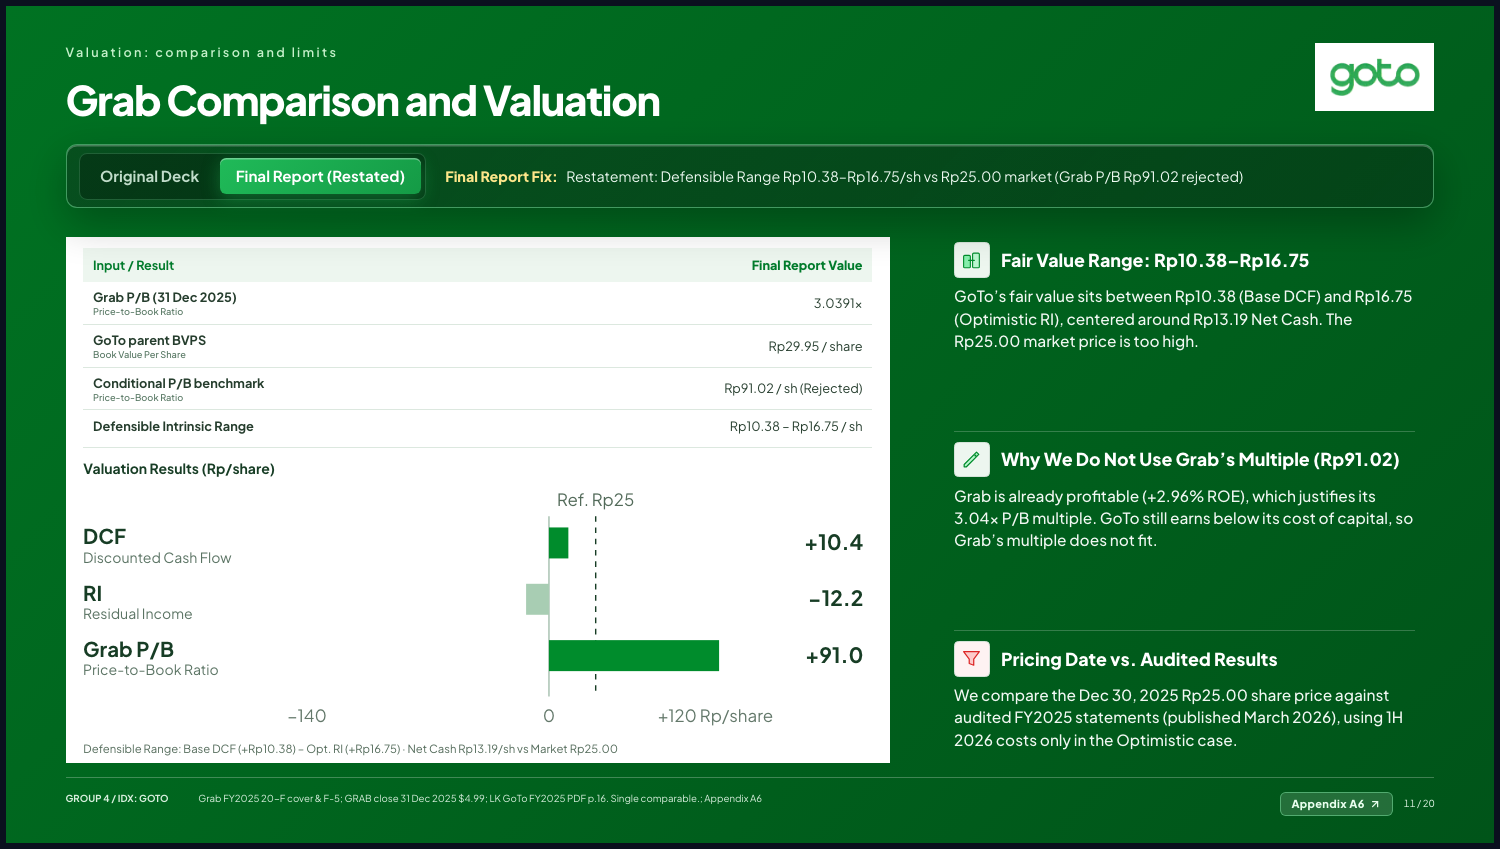 Valuation: comparison and limits
Grab Comparison and Valuation
goto
Original Deck
Final Report (Restated)
Final Report Fix: Restatement: Defensible Range Rp10.38–Rp16.75/sh vs Rp25.00 market (Grab P/B Rp91.02 rejected)
Input / Result
Final Report Value
Grab P/B (31 Dec 2025)
Price-to-Book Ratio
3.0391×
GoTo parent BVPS
Book Value Per Share
Rp29.95 / share
Conditional P/B benchmark
Price-to-Book Ratio
Rp91.02 / sh (Rejected)
Defensible Intrinsic Range
Rp10.38 – Rp16.75 / sh
Valuation Results (Rp/share)
Ref. Rp25
DCF
Discounted Cash Flow
+10.4
RI
Residual Income
−12.2
Grab P/B
Price-to-Book Ratio
+91.0
−140
0
+120 Rp/share
Defensible Range: Base DCF (+Rp10.38) – Opt. RI (+Rp16.75) · Net Cash Rp13.19/sh vs Market Rp25.00
Fair Value Range: Rp10.38–Rp16.75
GoTo’s fair value sits between Rp10.38 (Base DCF) and Rp16.75
(Optimistic RI), centered around Rp13.19 Net Cash. The
Rp25.00 market price is too high.
Why We Do Not Use Grab’s Multiple (Rp91.02)
Grab is already profitable (+2.96% ROE), which justifies its
3.04× P/B multiple. GoTo still earns below its cost of capital, so
Grab’s multiple does not fit.
Pricing Date vs. Audited Results
We compare the Dec 30, 2025 Rp25.00 share price against
audited FY2025 statements (published March 2026), using 1H
2026 costs only in the Optimistic case.
GROUP 4 / IDX: GOTO
Grab FY2025 20-F cover & F-5; GRAB close 31 Dec 2025 $4.99; LK GoTo FY2025 PDF p.16. Single comparable.; Appendix A6
Appendix A6 ↗
11 / 20